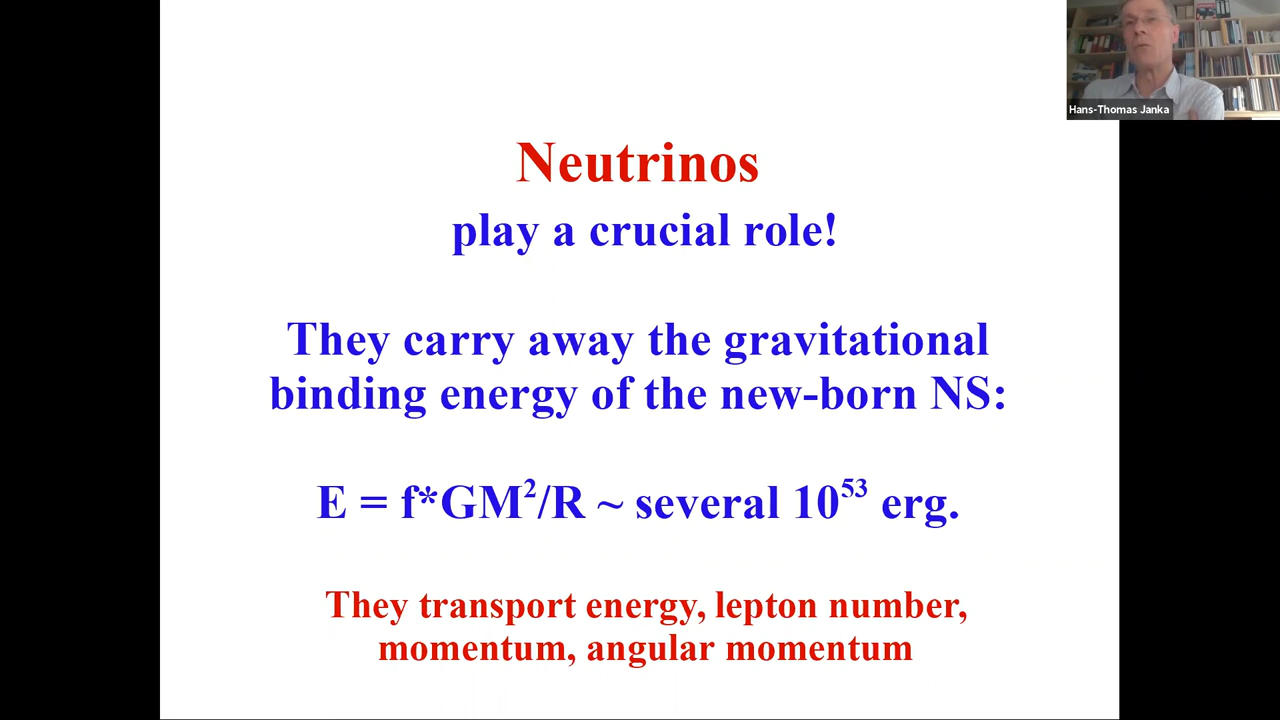 Hans-Thomas Janka
Neutrinos
play a crucial role!
They carry away the gravitational
binding energy of the new-born NS:
E = f*GM²/R ~ several 10⁵³ erg.
They transport energy, lepton number,
momentum, angular momentum